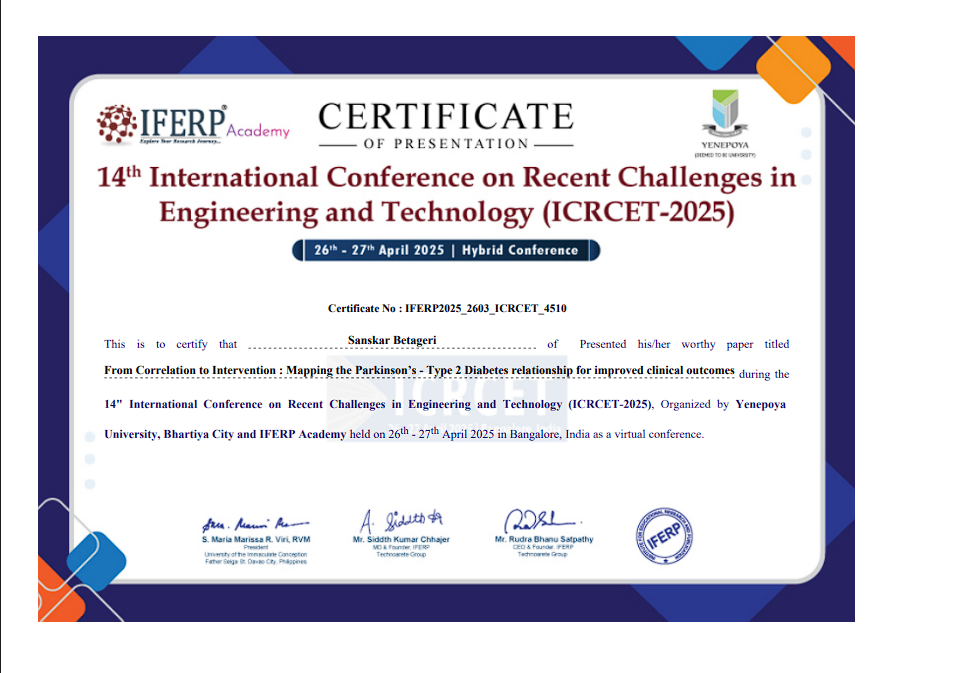 IFERP® Academy
Explore Your Research Journey...
CERTIFICATE
OF PRESENTATION
YENEPOYA
(DEEMED TO BE UNIVERSITY)
14th International Conference on Recent Challenges in
Engineering and Technology (ICRCET-2025)
26th - 27th April 2025 | Hybrid Conference
Certificate No : IFERP2025_2603_ICRCET_4510
This is to certify that Sanskar Betageri of Presented his/her worthy paper titled
From Correlation to Intervention : Mapping the Parkinson's - Type 2 Diabetes relationship for improved clinical outcomes during the
14" International Conference on Recent Challenges in Engineering and Technology (ICRCET-2025), Organized by Yenepoya
University, Bhartiya City and IFERP Academy held on 26th - 27th April 2025 in Bangalore, India as a virtual conference.
ICRCET
S. Maria Marissa R. Viri, RVM
President
University of the Immaculate Conception
Father Selga St. Davao City, Philippines
A. Siddth
Mr. Siddth Kumar Chhajer
MD & Founder, IFERP
Technoarete Group
Mr. Rudra Bhanu Satpathy
CEO & Founder, IFERP
Technoarete Group
IFERP